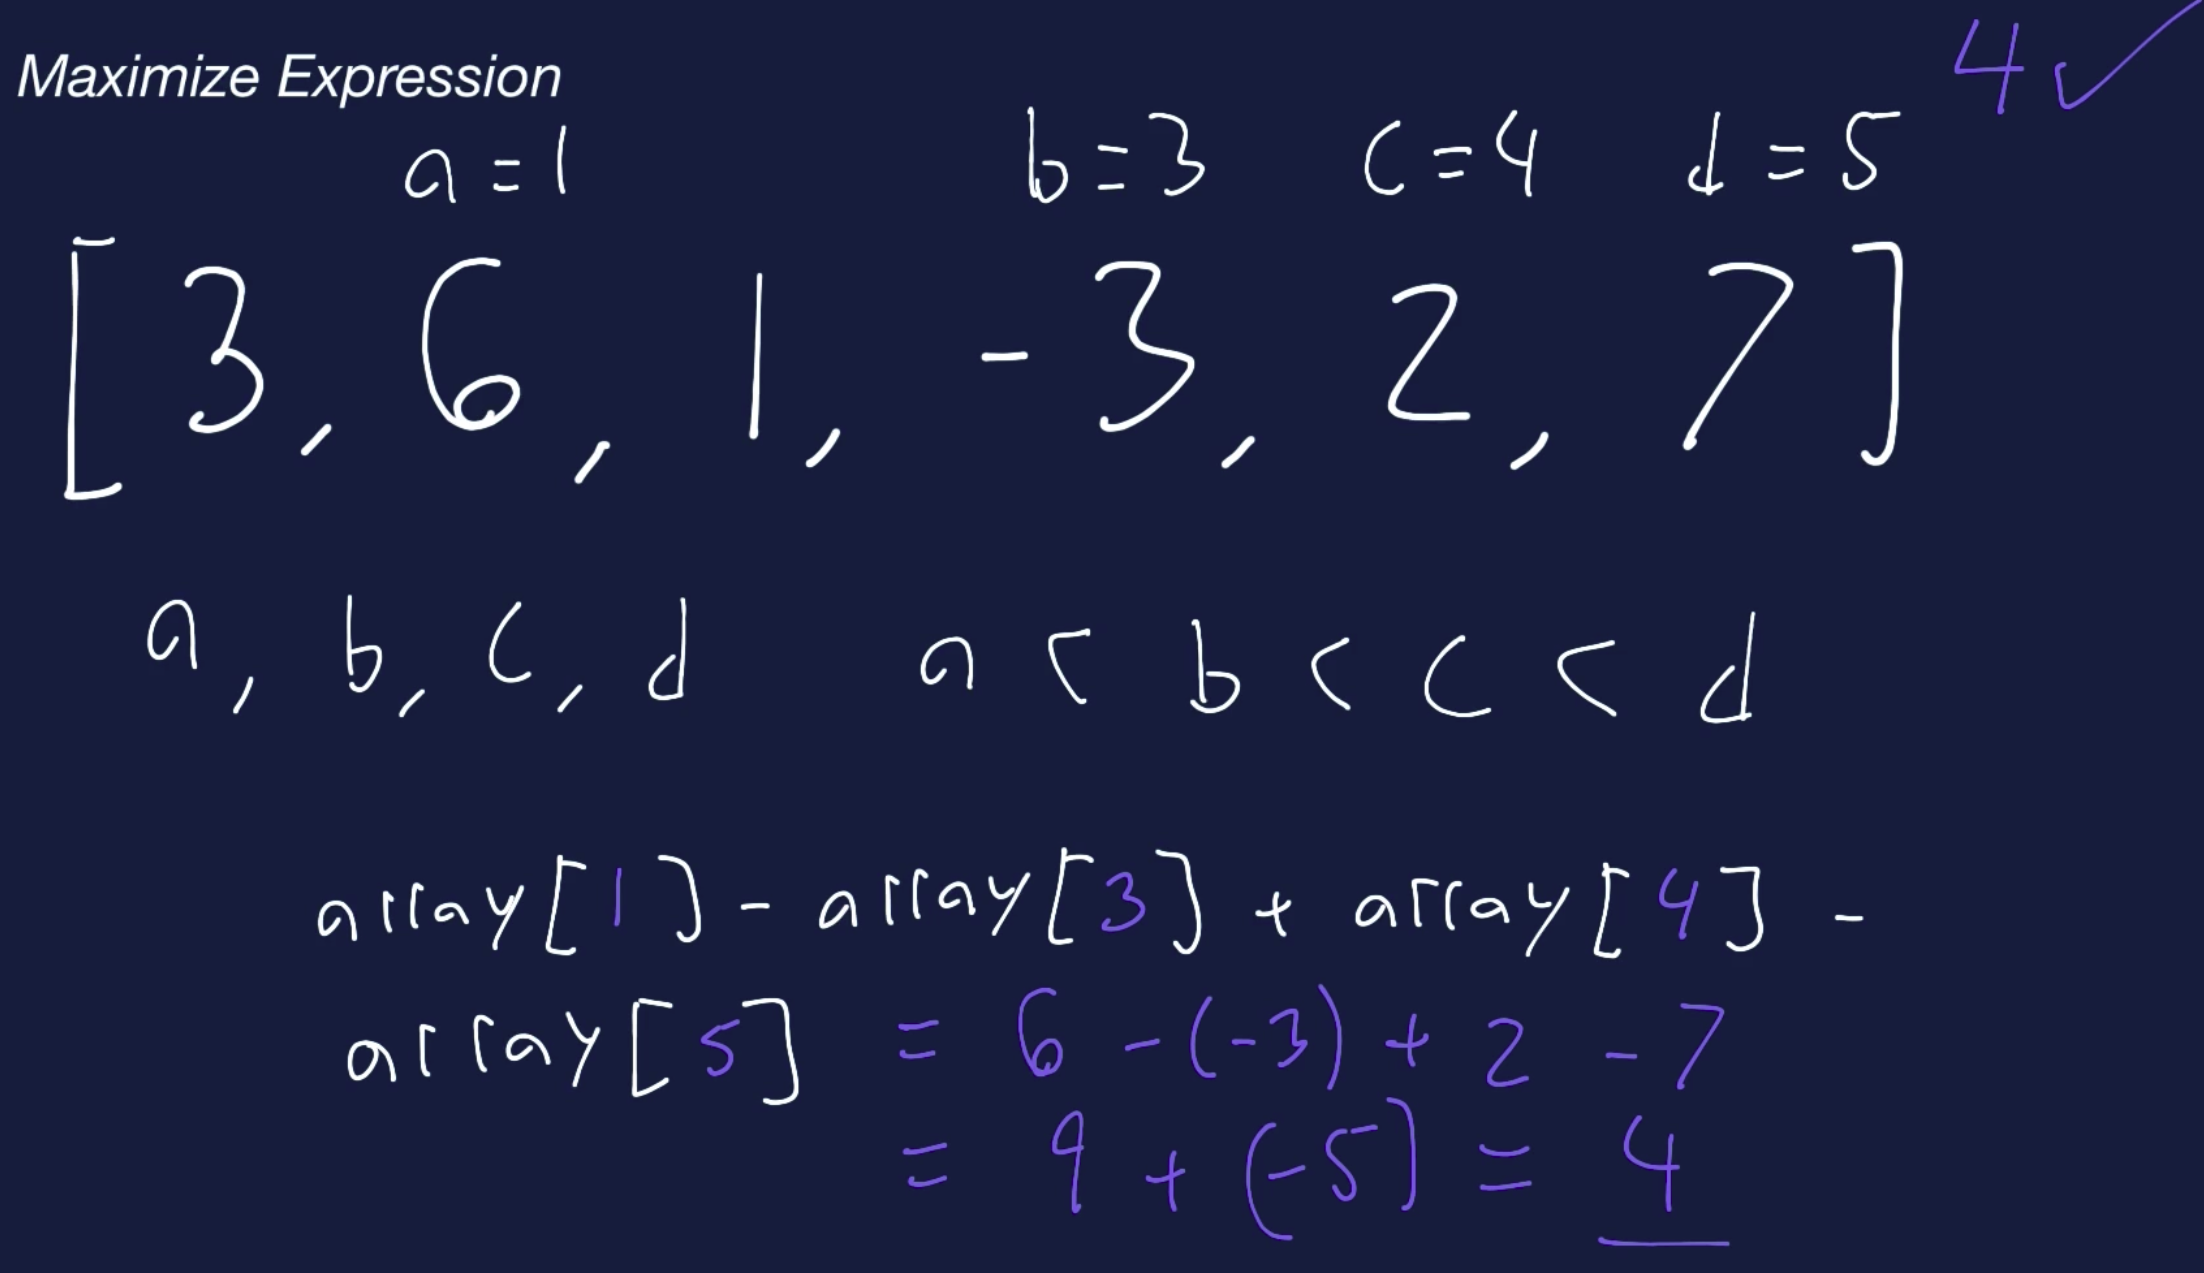 Maximize Expression
4 ✓
a = 1 b = 3 c = 4 d = 5
[ 3, 6, 1, -3, 2, 7 ]
a, b, c, d a < b < c < d
array[1] - array[3] + array[4] -
array[5] = 6 - (-3) + 2 - 7
= 9 + (-5) = 4